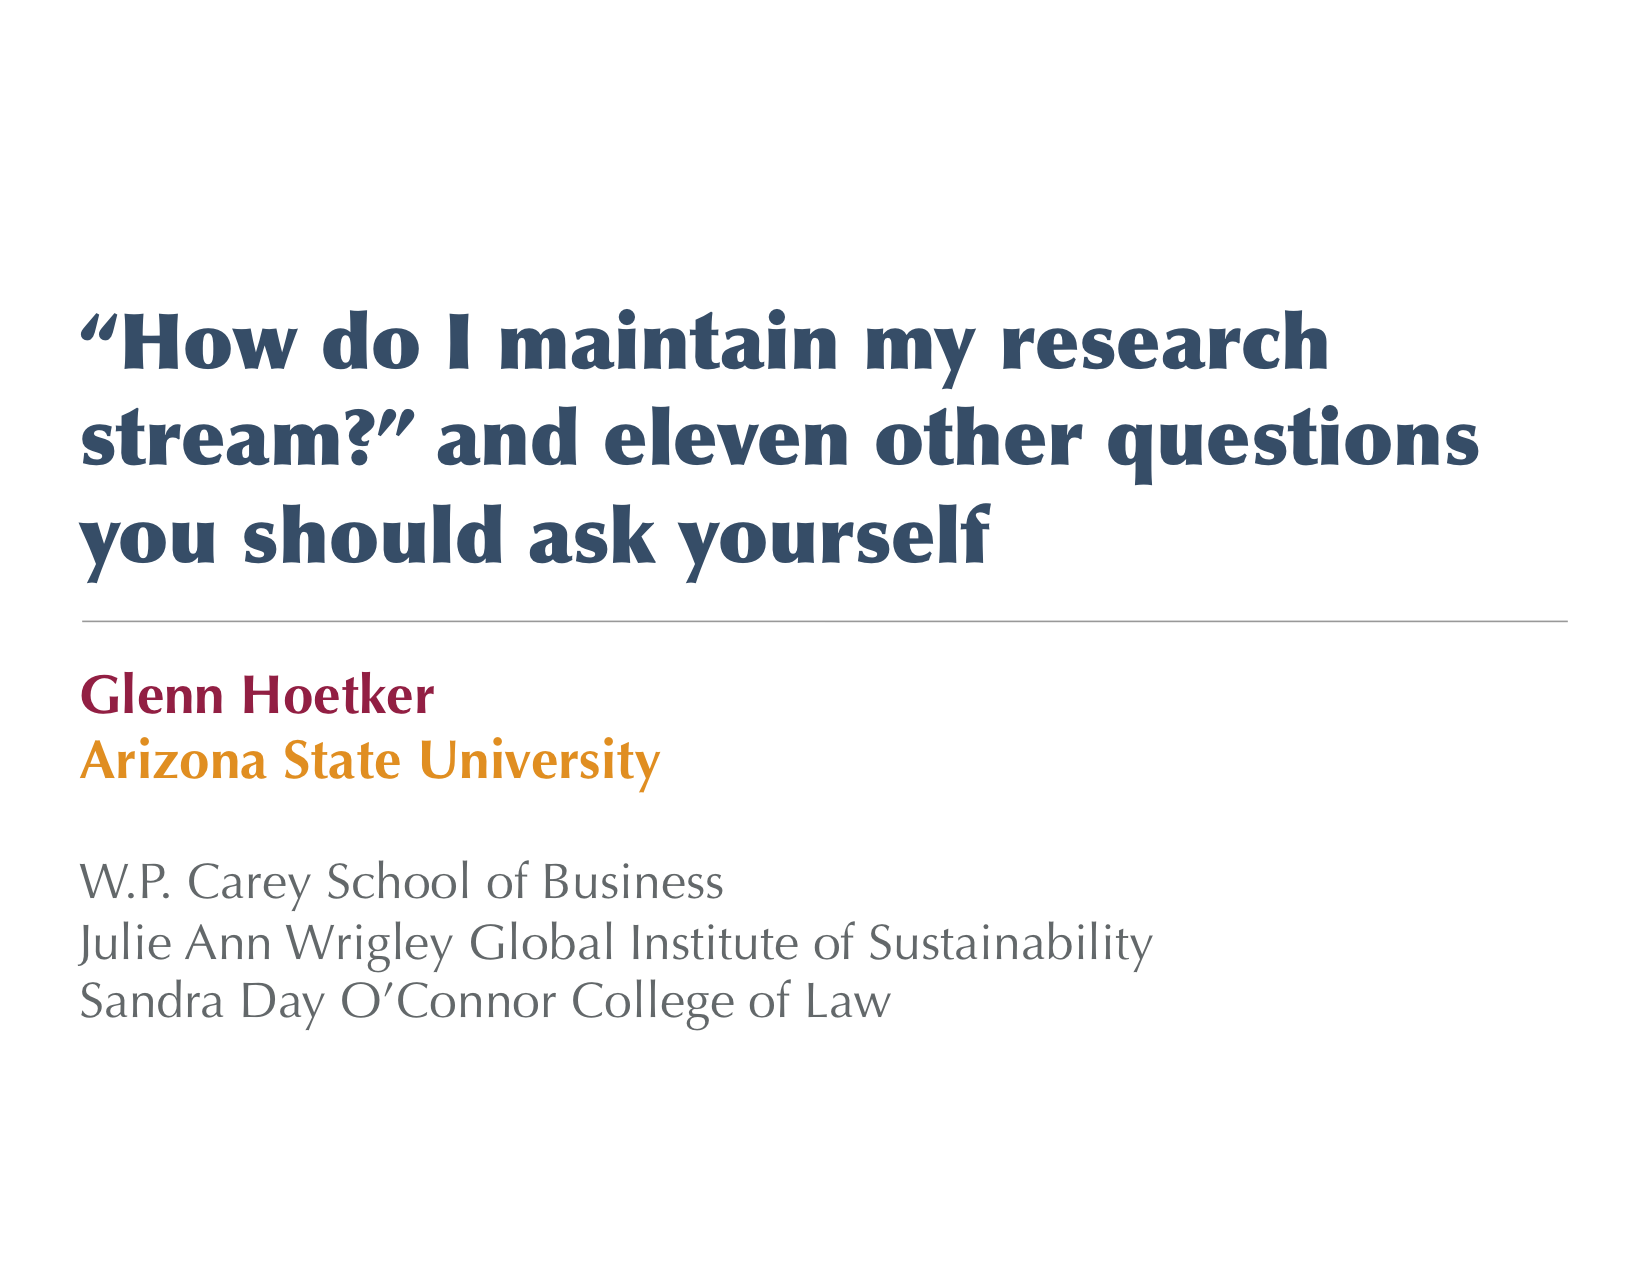 “How do I maintain my research
stream?” and eleven other questions
you should ask yourself
Glenn Hoetker
Arizona State University
W.P. Carey School of Business
Julie Ann Wrigley Global Institute of Sustainability
Sandra Day O’Connor College of Law